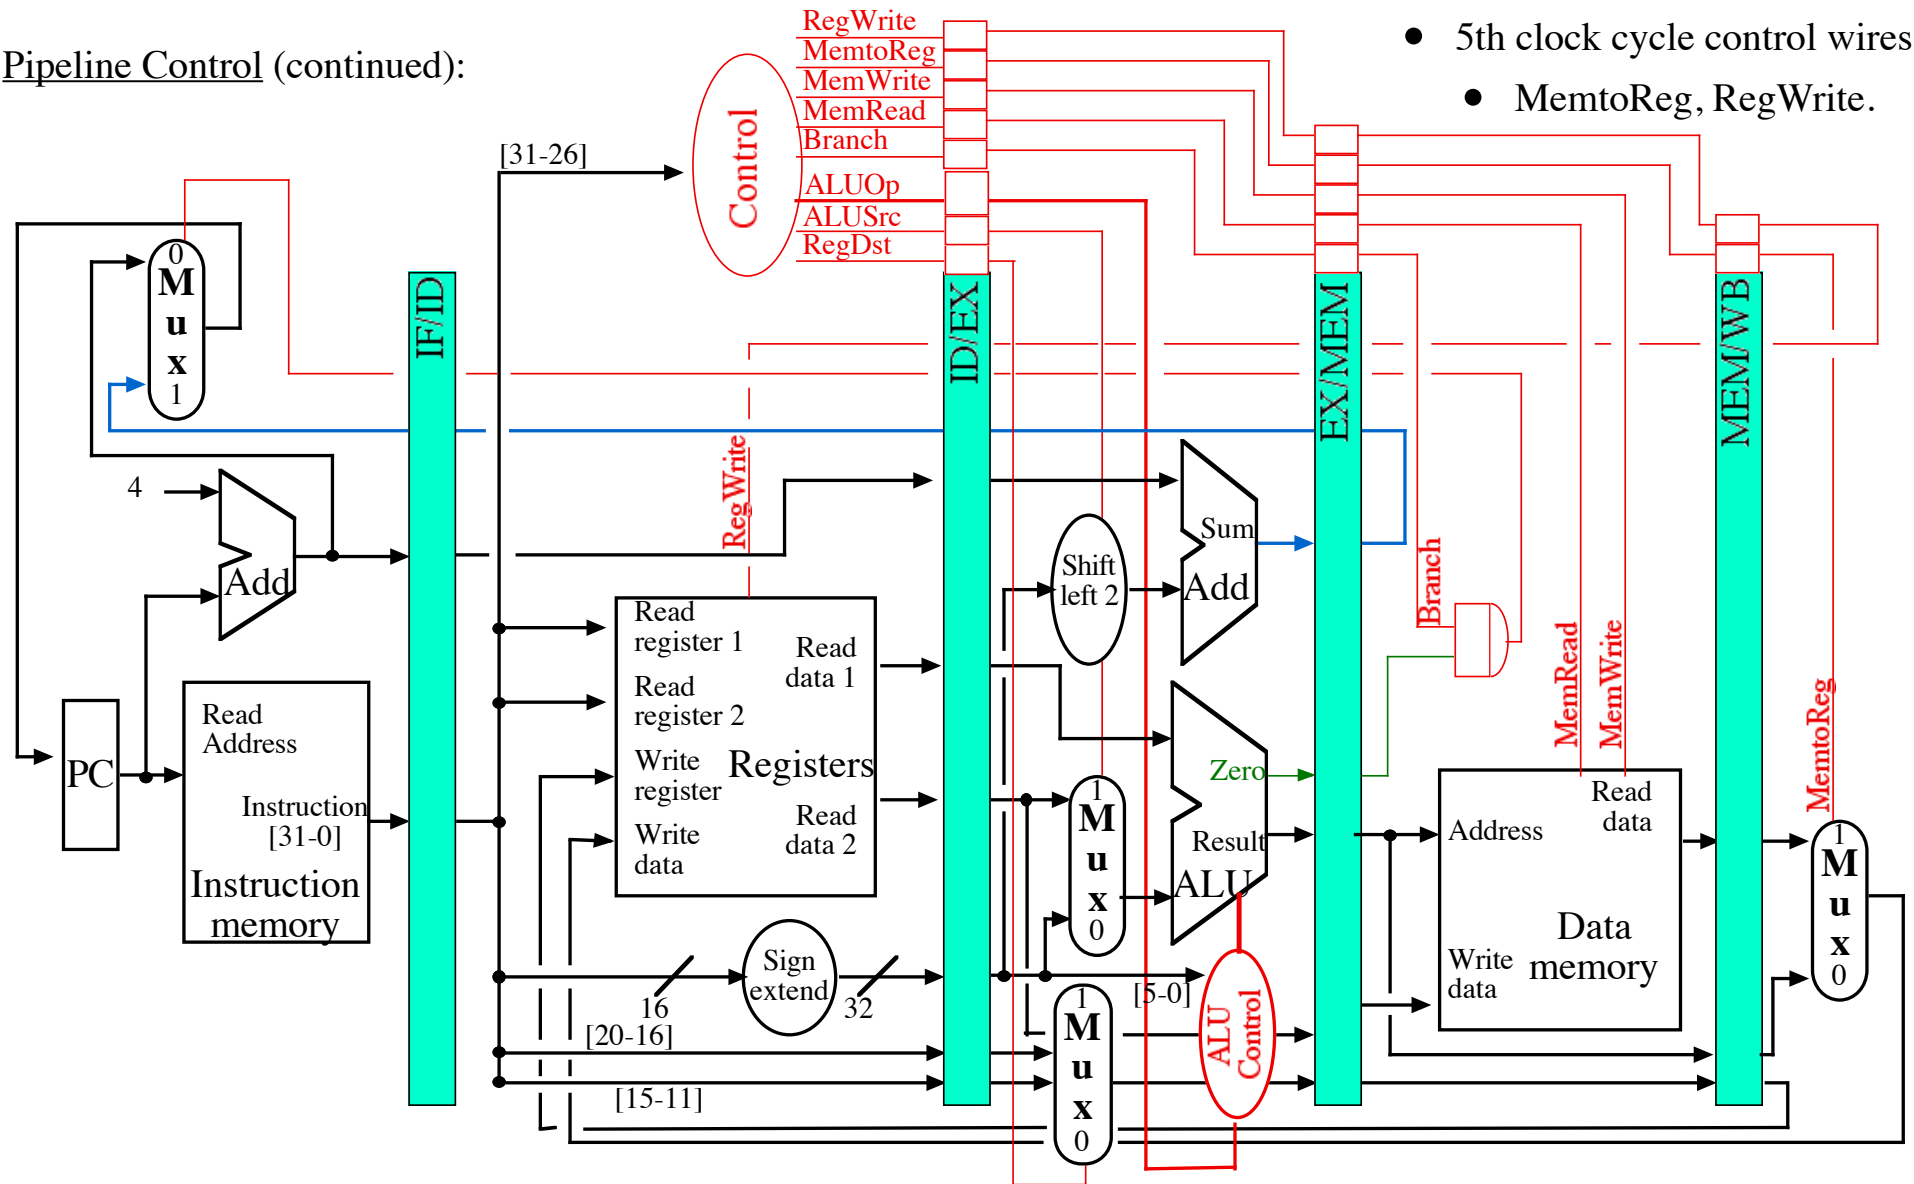 Pipeline Control (continued):
• 5th clock cycle control wires
• MemtoReg, RegWrite.
RegWrite
MemtoReg
MemWrite
MemRead
Branch
ALUOp
ALUSrc
RegDst
Control
[31-26]
0
M
u
x
1
IF/ID
ID/EX
EX/MEM
MEM/WB
4
Add
RegWrite
Shift
left 2
Sum
Add
Branch
MemRead
MemWrite
MemtoReg
PC
Read
Address
Instruction
[31-0]
Instruction
memory
Read
register 1
Read
register 2
Write
register
Write
data
Registers
Read
data 1
Read
data 2
1
M
u
x
0
Zero
Result
ALU
Address
Read
data
Data
memory
Write
data
1
M
u
x
0
Sign
extend
16
32
[5-0]
ALU
Control
[20-16]
[15-11]
1
M
u
x
0